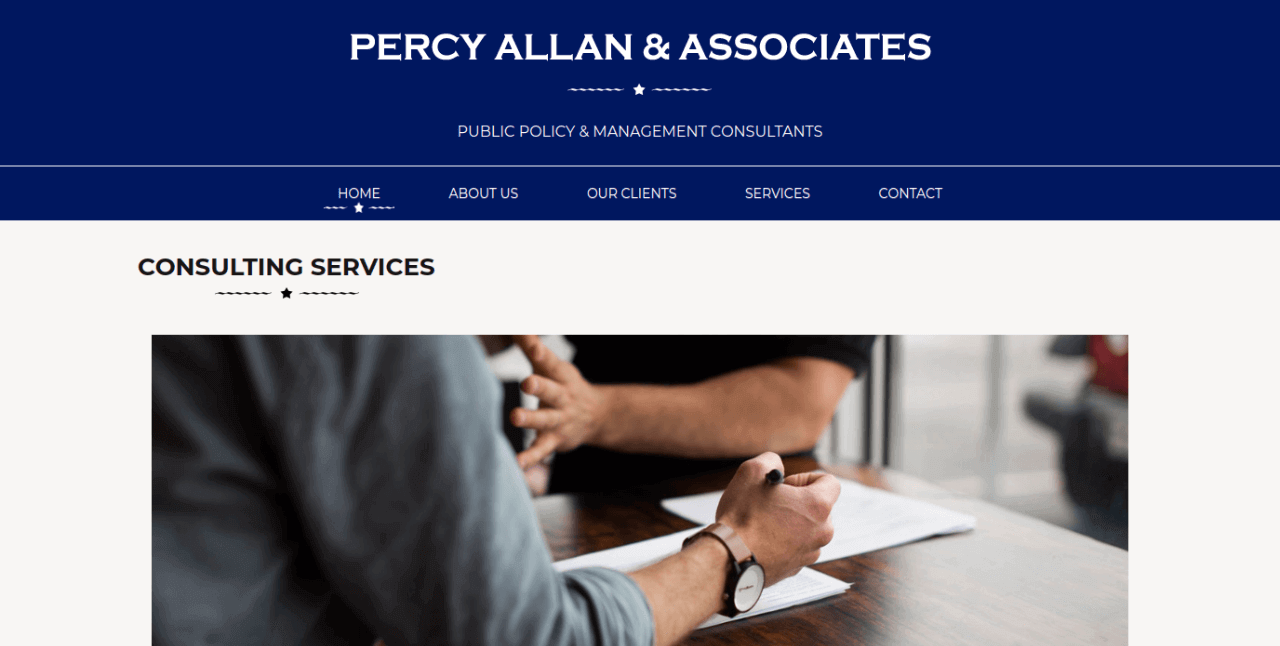 PERCY ALLAN & ASSOCIATES
PUBLIC POLICY & MANAGEMENT CONSULTANTS
HOME ABOUT US OUR CLIENTS SERVICES CONTACT
CONSULTING SERVICES